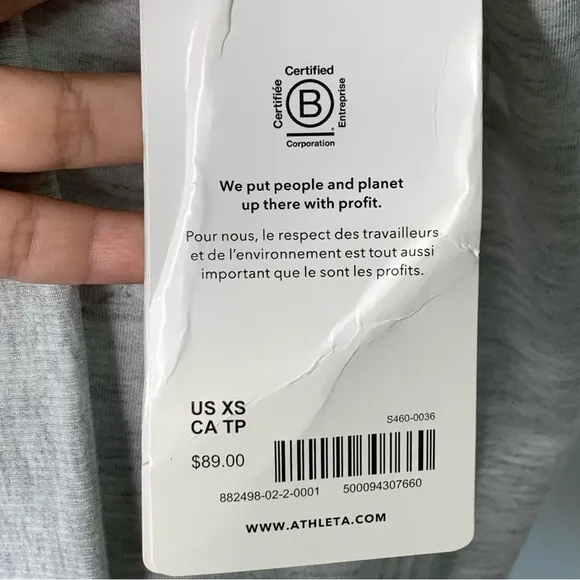 Certified
Certifiée
B
Entreprise
Corporation
We put people and planet
up there with profit.
Pour nous, le respect des travailleurs
et de l'environnement est tout aussi
important que le sont les profits.
US XS
CA TP
S460-0036
$89.00
882498-02-2-0001 500094307660
WWW.ATHLETA.COM